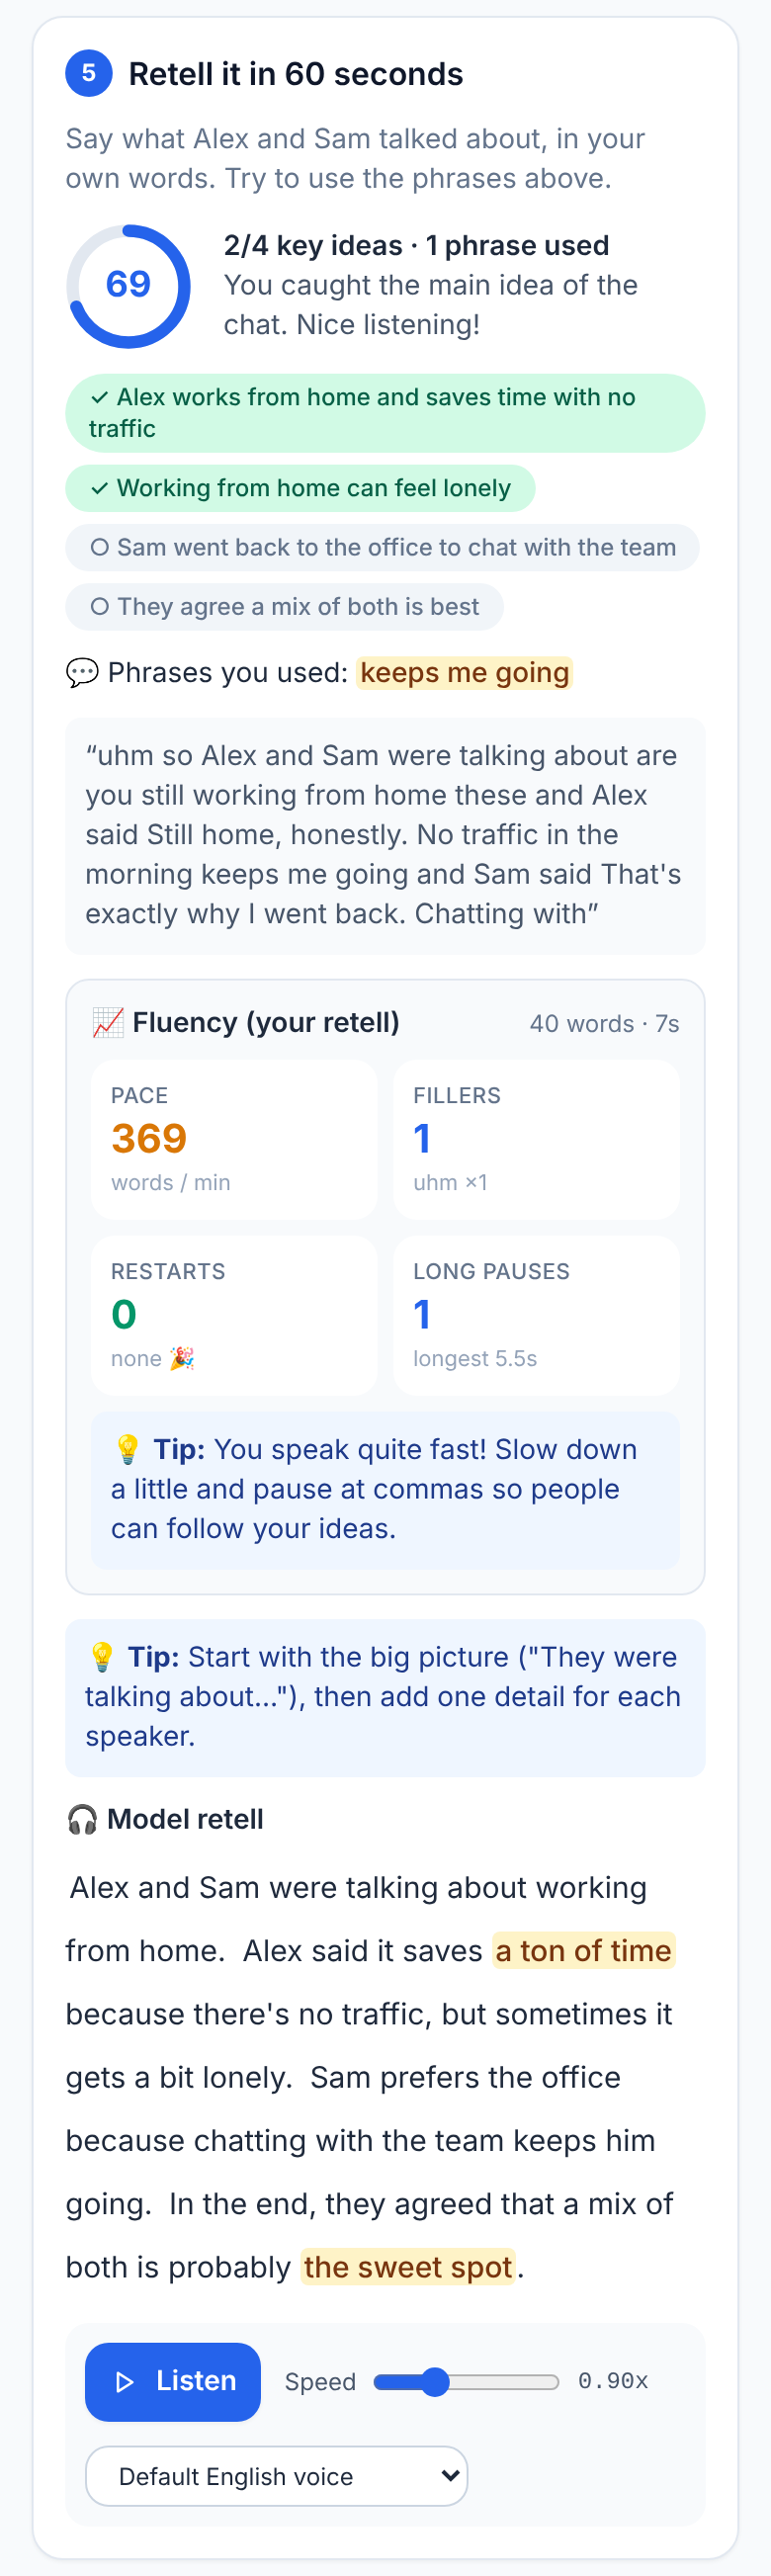 5 Retell it in 60 seconds
Say what Alex and Sam talked about, in your
own words. Try to use the phrases above.
69
2/4 key ideas · 1 phrase used
You caught the main idea of the
chat. Nice listening!
✓ Alex works from home and saves time with no
traffic
✓ Working from home can feel lonely
○ Sam went back to the office to chat with the team
○ They agree a mix of both is best
💬 Phrases you used: keeps me going
“uhm so Alex and Sam were talking about are
you still working from home these and Alex
said Still home, honestly. No traffic in the
morning keeps me going and Sam said That's
exactly why I went back. Chatting with”
📈 Fluency (your retell) 40 words · 7s
PACE
369
words / min
FILLERS
1
uhm ×1
RESTARTS
0
none 🎉
LONG PAUSES
1
longest 5.5s
💡 Tip: You speak quite fast! Slow down
a little and pause at commas so people
can follow your ideas.
💡 Tip: Start with the big picture ("They were
talking about..."), then add one detail for each
speaker.
🎧 Model retell
Alex and Sam were talking about working
from home. Alex said it saves a ton of time
because there's no traffic, but sometimes it
gets a bit lonely. Sam prefers the office
because chatting with the team keeps him
going. In the end, they agreed that a mix of
both is probably the sweet spot.
Listen Speed 0.90x
Default English voice